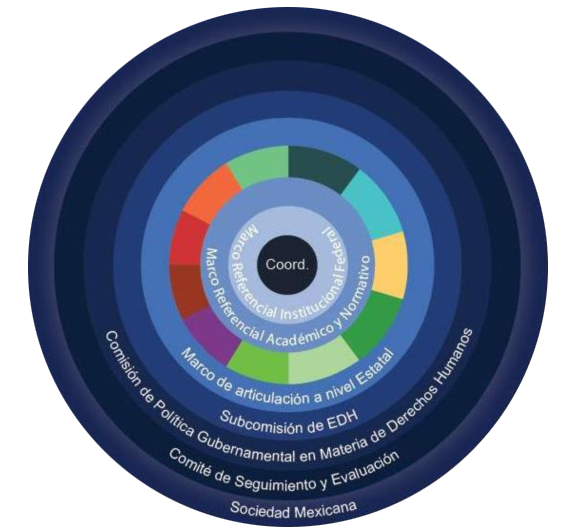 Coord.
Marco Referencial Institucional Federal
Marco Referencial Académico y Normativo
Marco de articulación a nivel Estatal
Subcomisión de EDH
Comisión de Política Gubernamental en Materia de Derechos Humanos
Comité de Seguimiento y Evaluación
Sociedad Mexicana